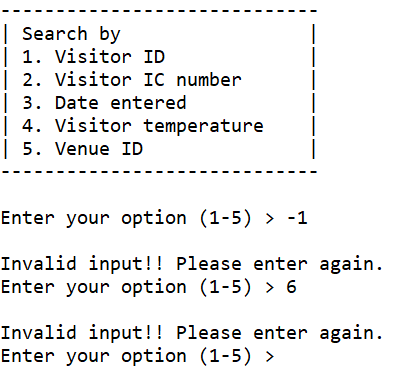 -----------------------------
| Search by                 |
| 1. Visitor ID             |
| 2. Visitor IC number      |
| 3. Date entered           |
| 4. Visitor temperature    |
| 5. Venue ID               |
-----------------------------
Enter your option (1-5) > -1
Invalid input!! Please enter again.
Enter your option (1-5) > 6
Invalid input!! Please enter again.
Enter your option (1-5) >